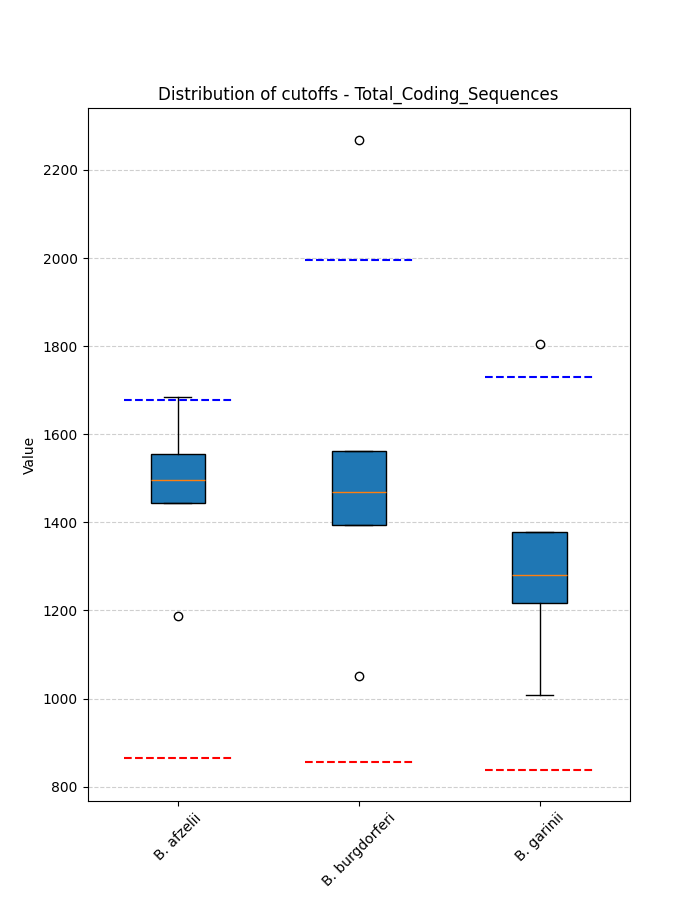 Distribution of cutoffs - Total_Coding_Sequences
Value
2200
2000
1800
1600
1400
1200
1000
800
B. afzelii
B. burgdorferi
B. garinii